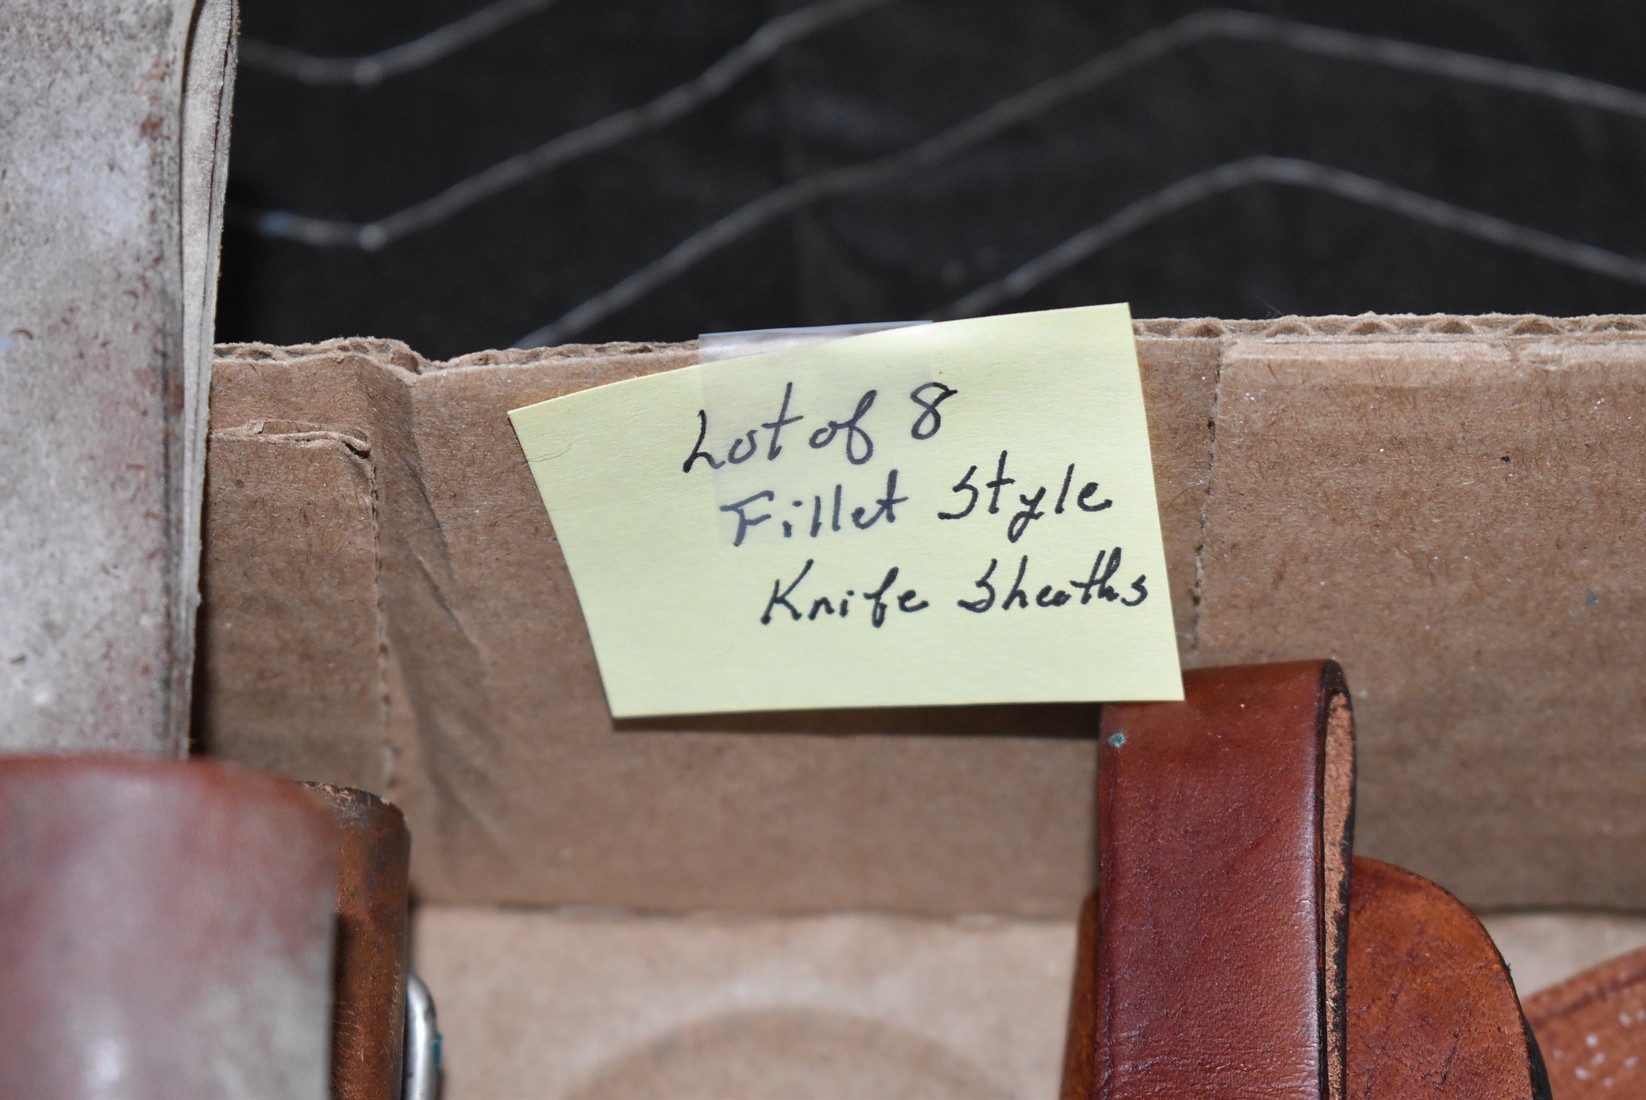 Lot of 8
Fillet Style
Knife Sheaths